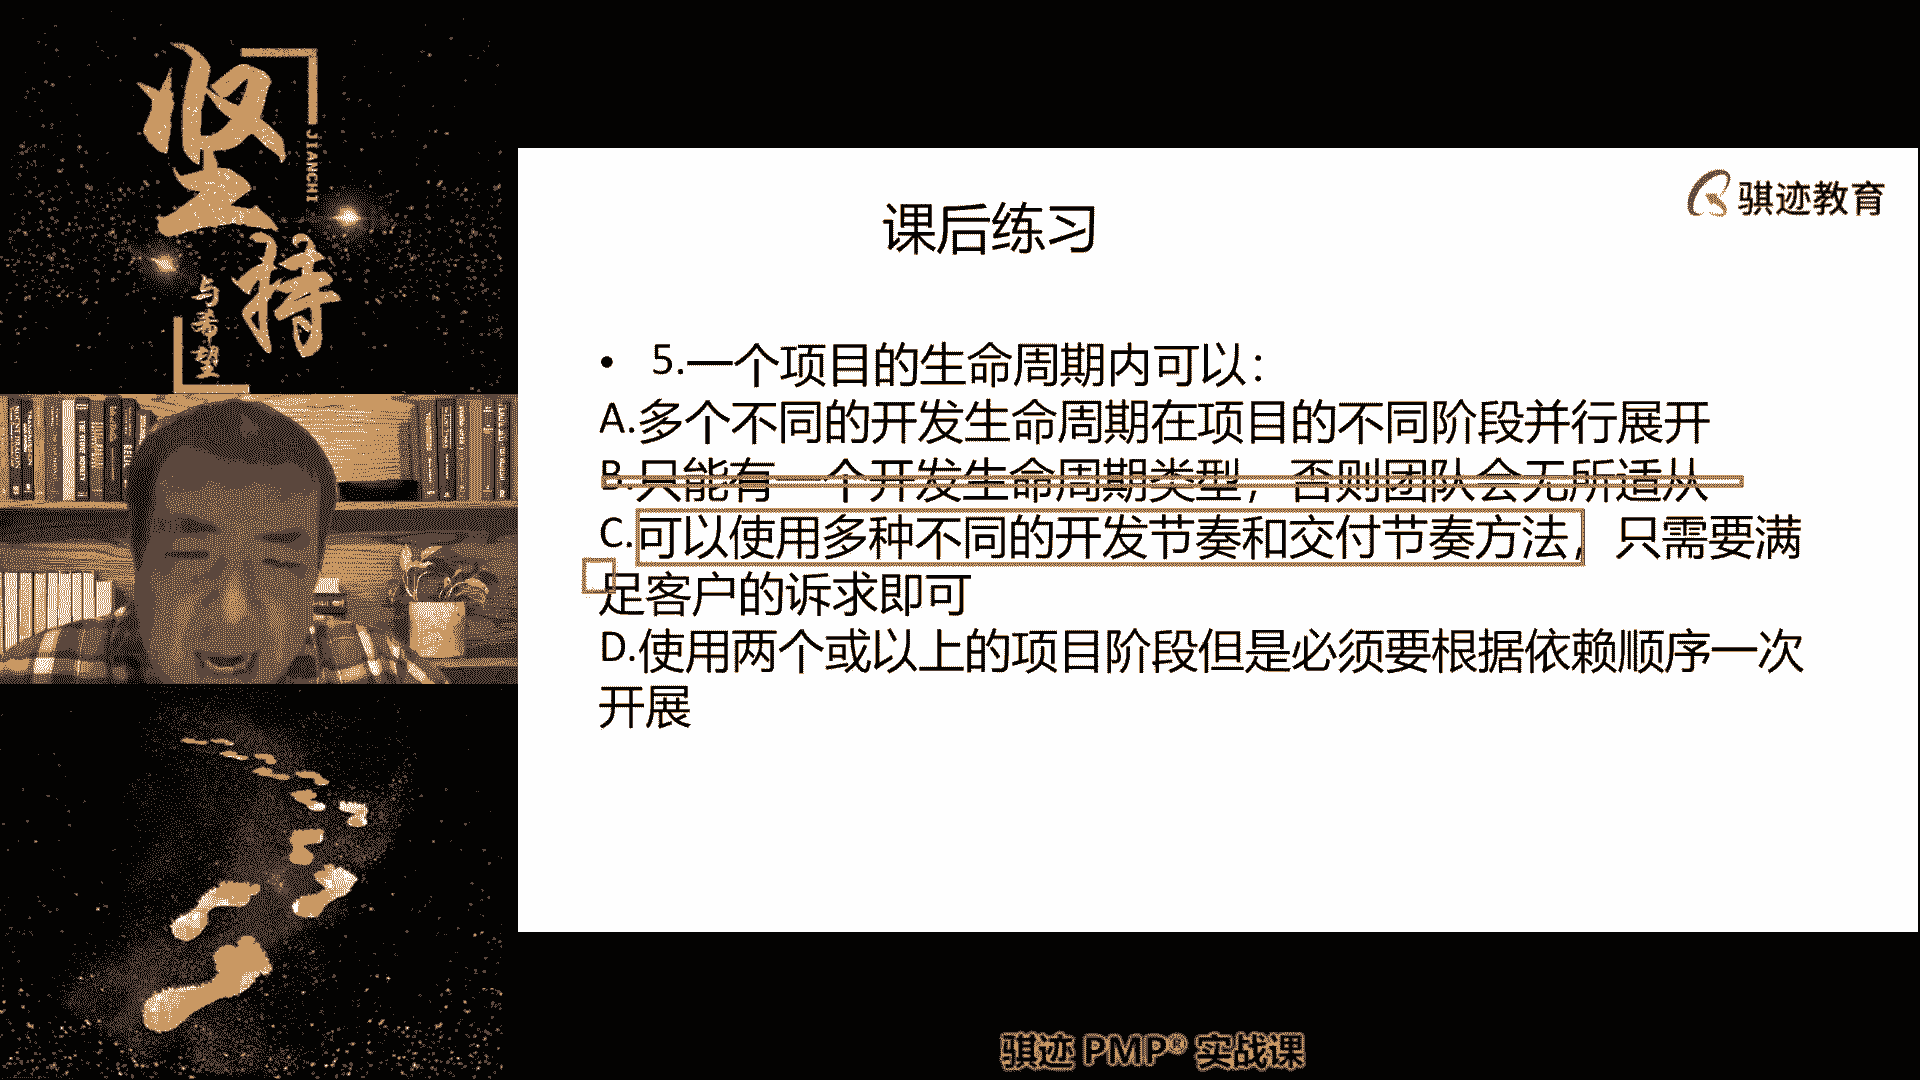 坚持
JIANCHI
与希望
骐迹教育
课后练习
• 5.一个项目的生命周期内可以：
A.多个不同的开发生命周期在项目的不同阶段并行展开
B.只能有一个开发生命周期类型，否则团队会无所适从
C.可以使用多种不同的开发节奏和交付节奏方法，只需要满
足客户的诉求即可
D.使用两个或以上的项目阶段但是必须要根据依赖顺序一次
开展
骐迹 PMP® 实战课